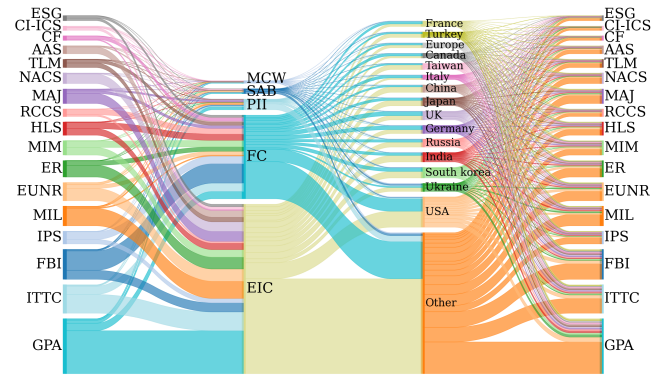 ESG
CI-ICS
CF
AAS
TLM
NACS
MAJ
RCCS
HLS
MIM
ER
EUNR
MIL
IPS
FBI
ITTC
GPA
MCW
SAB
PII
FC
EIC
France
Turkey
Europe
Canada
Taiwan
Italy
China
Japan
UK
Germany
Russia
India
South korea
Ukraine
USA
Other
ESG
CI-ICS
CF
AAS
TLM
NACS
MAJ
RCCS
HLS
MIM
ER
EUNR
MIL
IPS
FBI
ITTC
GPA